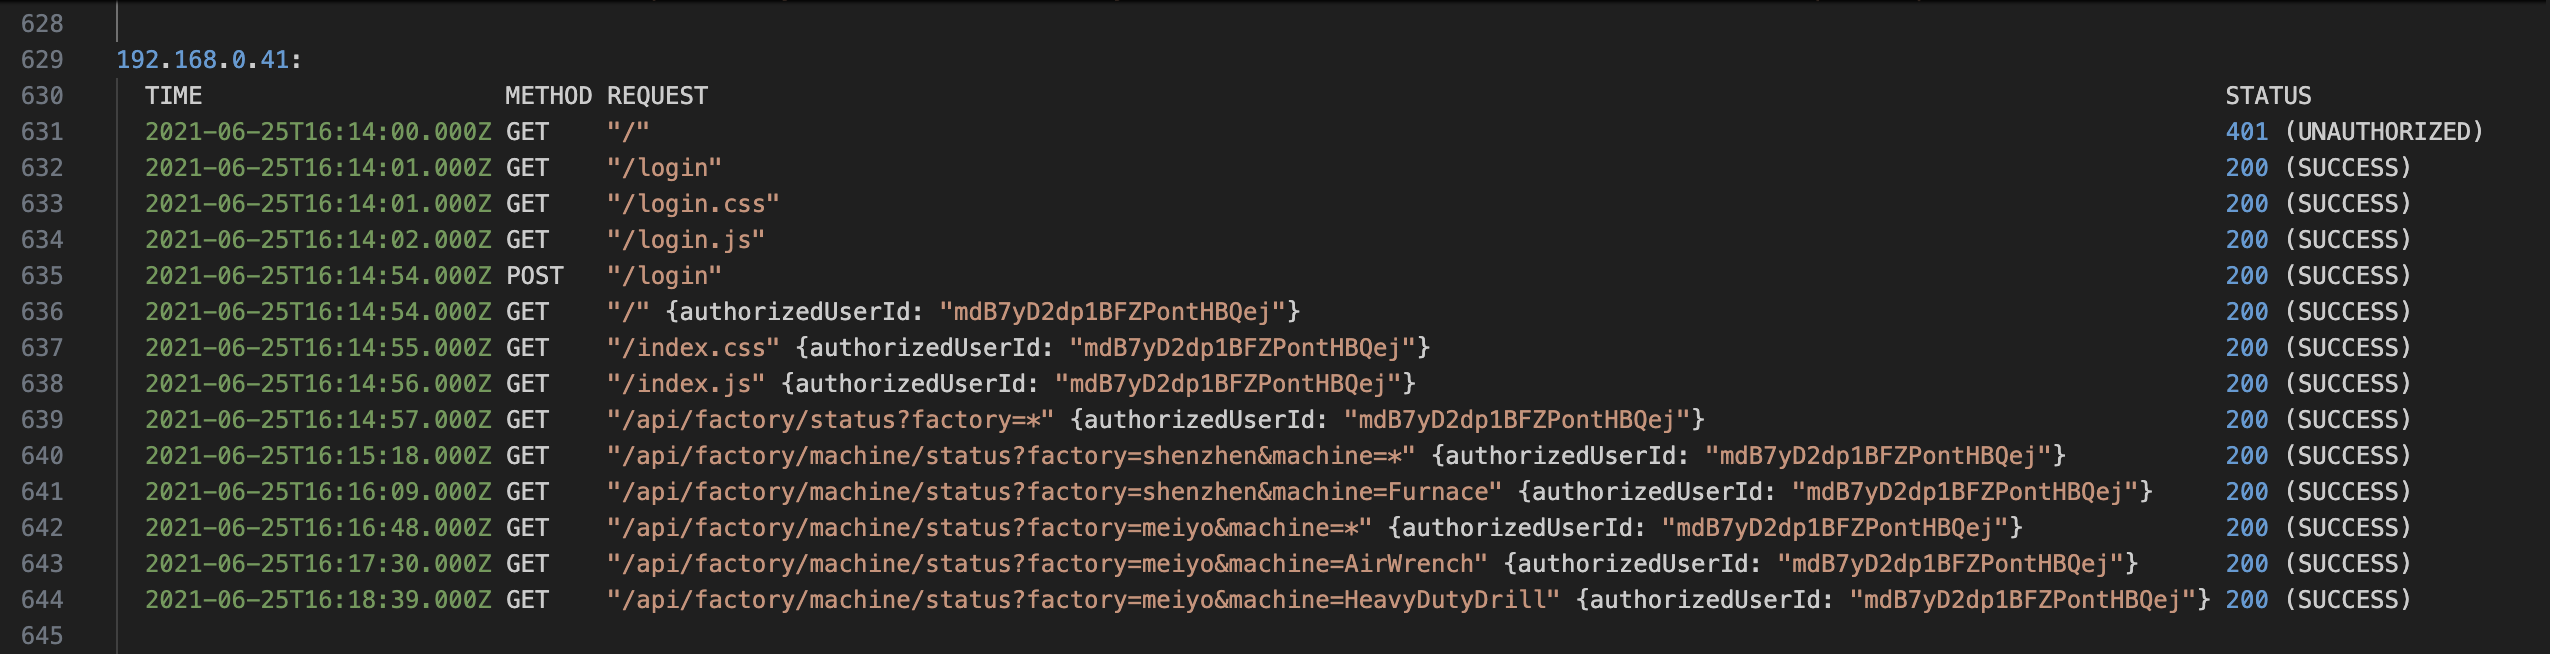 628
629 192.168.0.41:
630 TIME METHOD REQUEST STATUS
631 2021-06-25T16:14:00.000Z GET "/" 401 (UNAUTHORIZED)
632 2021-06-25T16:14:01.000Z GET "/login" 200 (SUCCESS)
633 2021-06-25T16:14:01.000Z GET "/login.css" 200 (SUCCESS)
634 2021-06-25T16:14:02.000Z GET "/login.js" 200 (SUCCESS)
635 2021-06-25T16:14:54.000Z POST "/login" 200 (SUCCESS)
636 2021-06-25T16:14:54.000Z GET "/" {authorizedUserId: "mdB7yD2dp1BFZPontHBQej"} 200 (SUCCESS)
637 2021-06-25T16:14:55.000Z GET "/index.css" {authorizedUserId: "mdB7yD2dp1BFZPontHBQej"} 200 (SUCCESS)
638 2021-06-25T16:14:56.000Z GET "/index.js" {authorizedUserId: "mdB7yD2dp1BFZPontHBQej"} 200 (SUCCESS)
639 2021-06-25T16:14:57.000Z GET "/api/factory/status?factory=*" {authorizedUserId: "mdB7yD2dp1BFZPontHBQej"} 200 (SUCCESS)
640 2021-06-25T16:15:18.000Z GET "/api/factory/machine/status?factory=shenzhen&machine=*" {authorizedUserId: "mdB7yD2dp1BFZPontHBQej"} 200 (SUCCESS)
641 2021-06-25T16:16:09.000Z GET "/api/factory/machine/status?factory=shenzhen&machine=Furnace" {authorizedUserId: "mdB7yD2dp1BFZPontHBQej"} 200 (SUCCESS)
642 2021-06-25T16:16:48.000Z GET "/api/factory/machine/status?factory=meiyo&machine=*" {authorizedUserId: "mdB7yD2dp1BFZPontHBQej"} 200 (SUCCESS)
643 2021-06-25T16:17:30.000Z GET "/api/factory/machine/status?factory=meiyo&machine=AirWrench" {authorizedUserId: "mdB7yD2dp1BFZPontHBQej"} 200 (SUCCESS)
644 2021-06-25T16:18:39.000Z GET "/api/factory/machine/status?factory=meiyo&machine=HeavyDutyDrill" {authorizedUserId: "mdB7yD2dp1BFZPontHBQej"} 200 (SUCCESS)
645